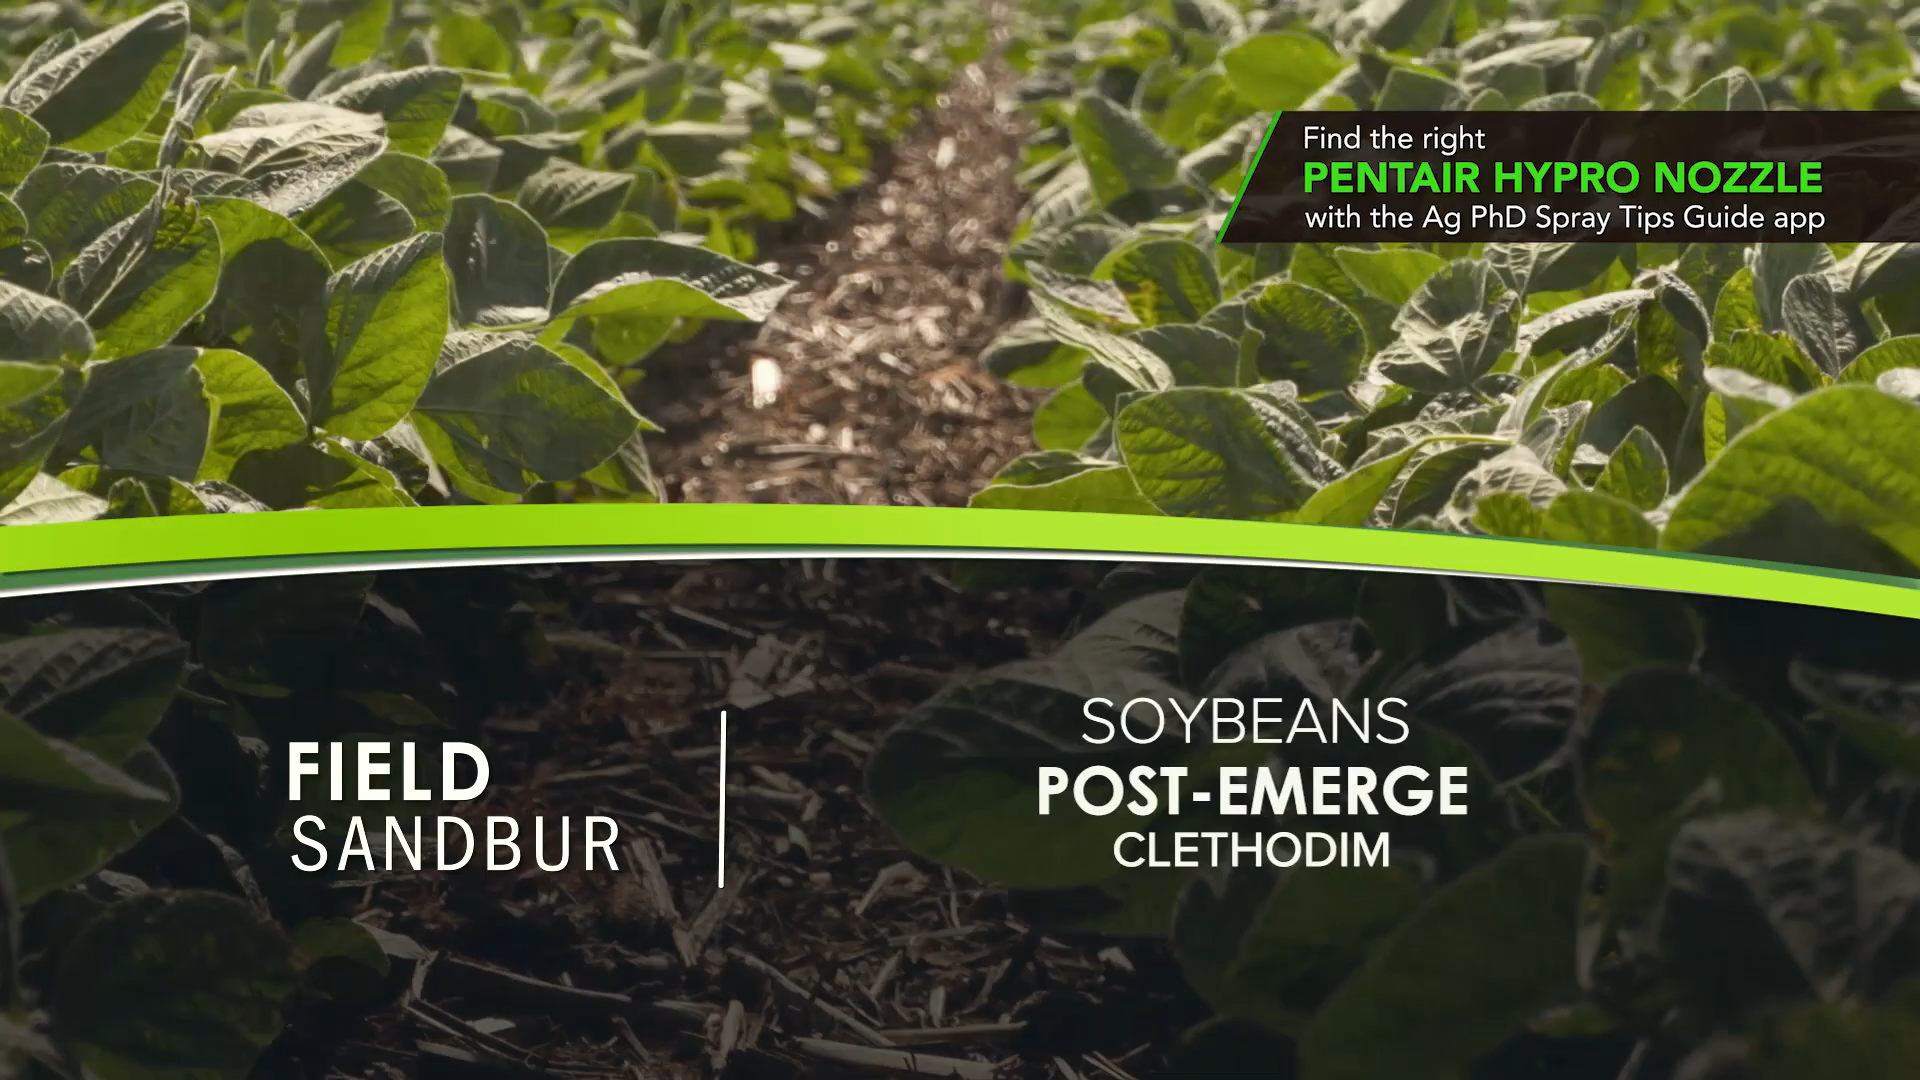 Find the right
PENTAIR HYPRO NOZZLE
with the Ag PhD Spray Tips Guide app
FIELD
SANDBUR
SOYBEANS
POST-EMERGE
CLETHODIM